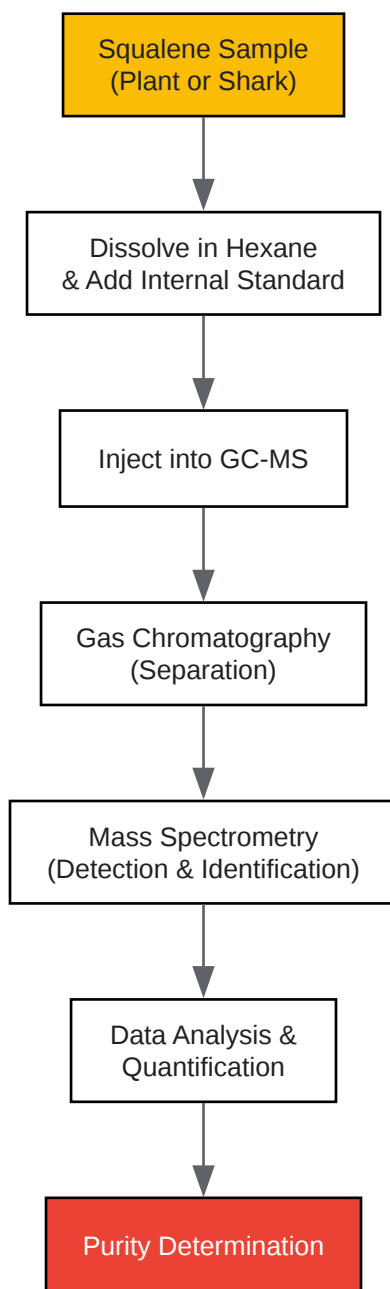 Squalene Sample
(Plant or Shark)
Dissolve in Hexane
& Add Internal Standard
Inject into GC-MS
Gas Chromatography
(Separation)
Mass Spectrometry
(Detection & Identification)
Data Analysis &
Quantification
Purity Determination